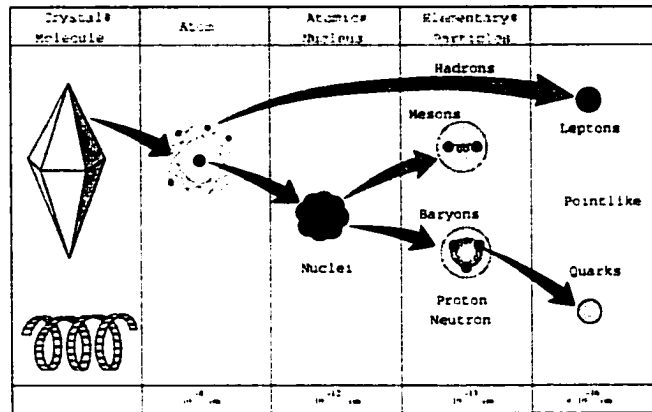 Crystal
Molecule
Atom
Atomic
Nucleus
Elementary
Particles
Hadrons
Mesons
Leptons
Pointlike
Baryons
Nuclei
Quarks
Proton
Neutron